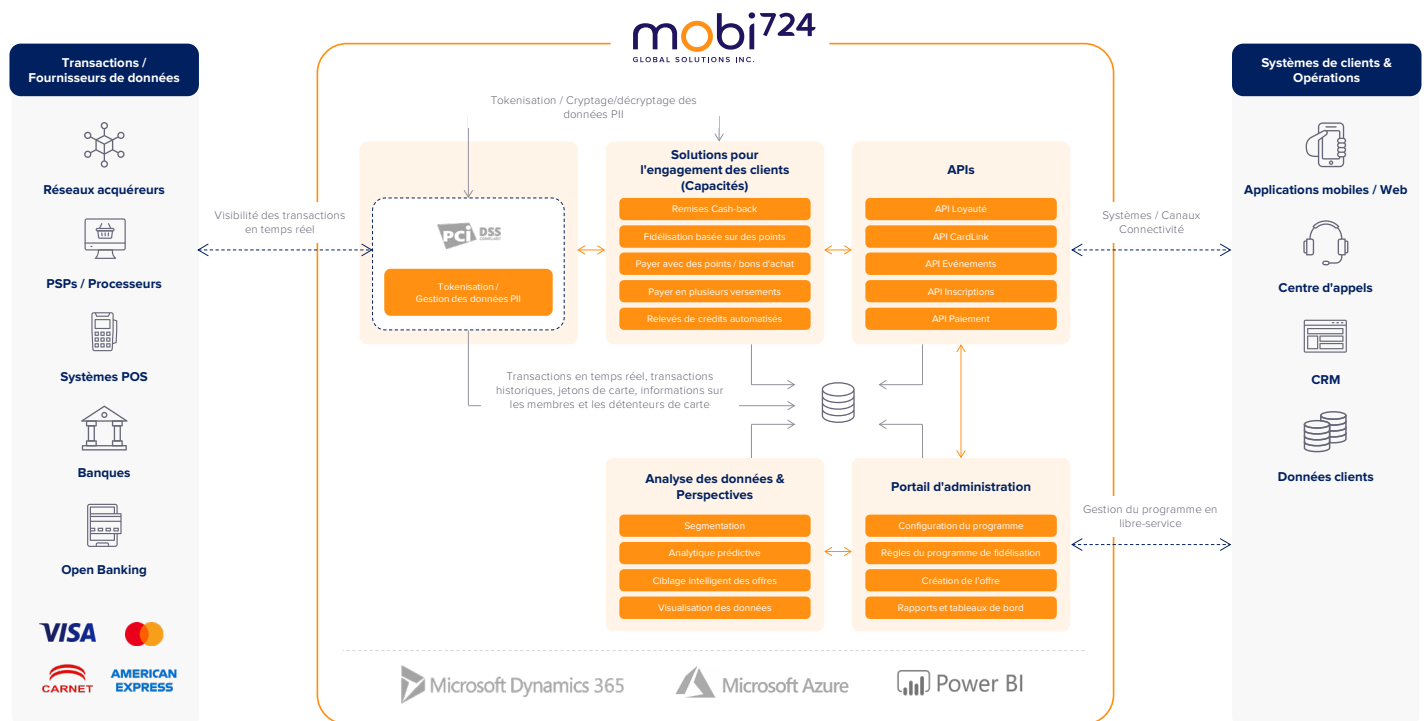 mobi724
GLOBAL SOLUTIONS INC.
Transactions /
Fournisseurs de données
Réseaux acquéreurs
PSPs / Processeurs
Systèmes POS
Banques
Open Banking
VISA
CARNET
AMERICAN
EXPRESS
Visibilité des transactions
en temps réel
Tokenisation / Cryptage/décryptage des
données PII
PCI DSS
COMPLIANT
Tokenisation /
Gestion des données PII
Solutions pour
l'engagement des clients
(Capacités)
Remises Cash-back
Fidélisation basée sur des points
Payer avec des points / bons d'achat
Payer en plusieurs versements
Relevés de crédits automatisés
APIs
API Loyauté
API CardLink
API Evénements
API Inscriptions
API Paiement
Transactions en temps réel, transactions
historiques, jetons de carte, informations sur
les membres et les détenteurs de carte
Analyse des données &
Perspectives
Segmentation
Analytique prédictive
Ciblage intelligent des offres
Visualisation des données
Portail d'administration
Configuration du programme
Règles du programme de fidélisation
Création de l'offre
Rapports et tableaux de bord
Microsoft Dynamics 365
Microsoft Azure
Power BI
Systèmes / Canaux
Connectivité
Gestion du programme en
libre-service
Systèmes de clients &
Opérations
Applications mobiles / Web
Centre d'appels
CRM
Données clients